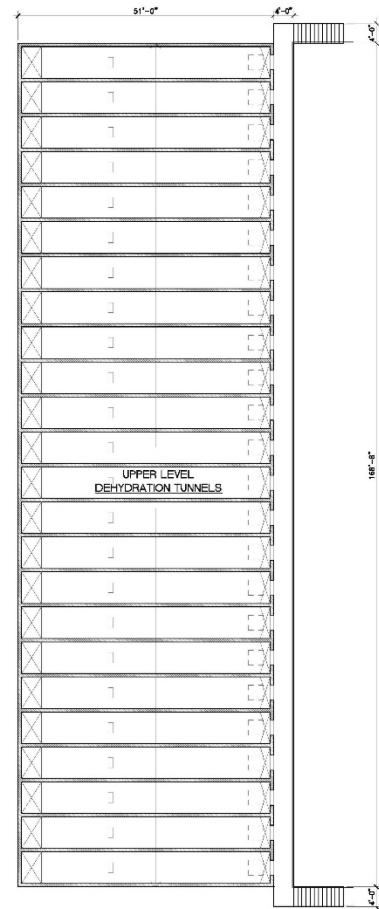 51'-0"
4'-0"
4'-0"
UPPER LEVEL
DEHYDRATION TUNNELS
168'-8"
4'-0"